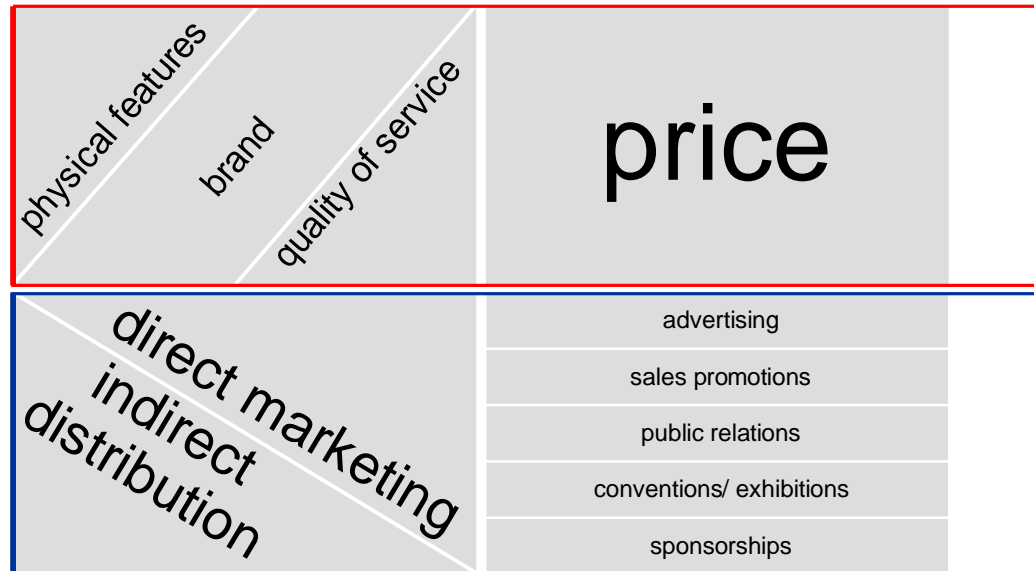 physical features
brand
quality of service
price
direct marketing
indirect
distribution
advertising
sales promotions
public relations
conventions/ exhibitions
sponsorships